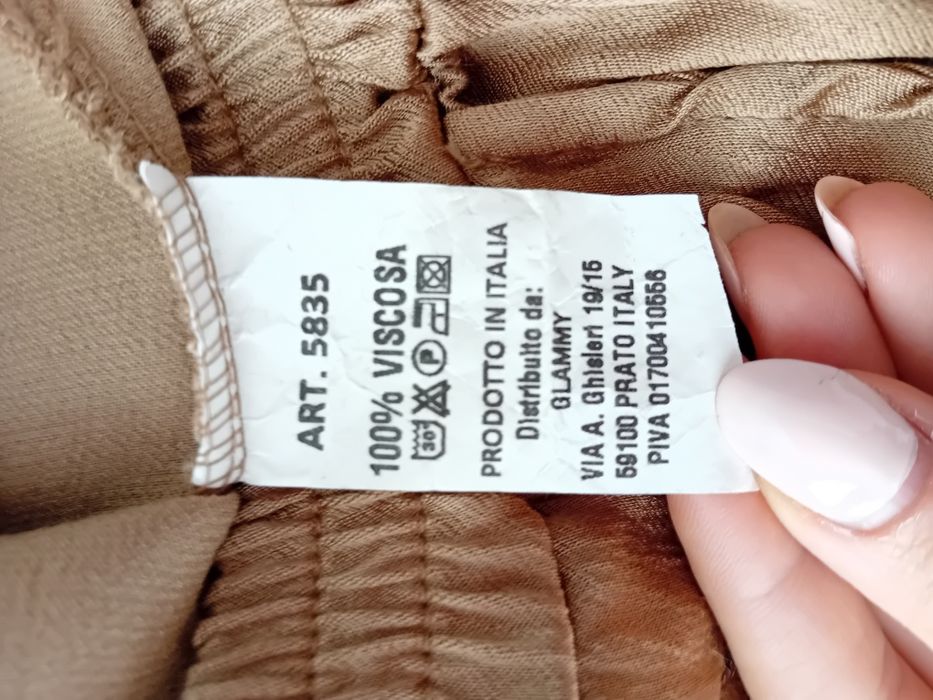 ART. 5835
100% VISCOSA
30° P
PRODOTTO IN ITALIA
Distribuito da:
GLAMMY
VIA A. Ghisleri 19/15
59100 PRATO ITALY
PIVA 01700410556